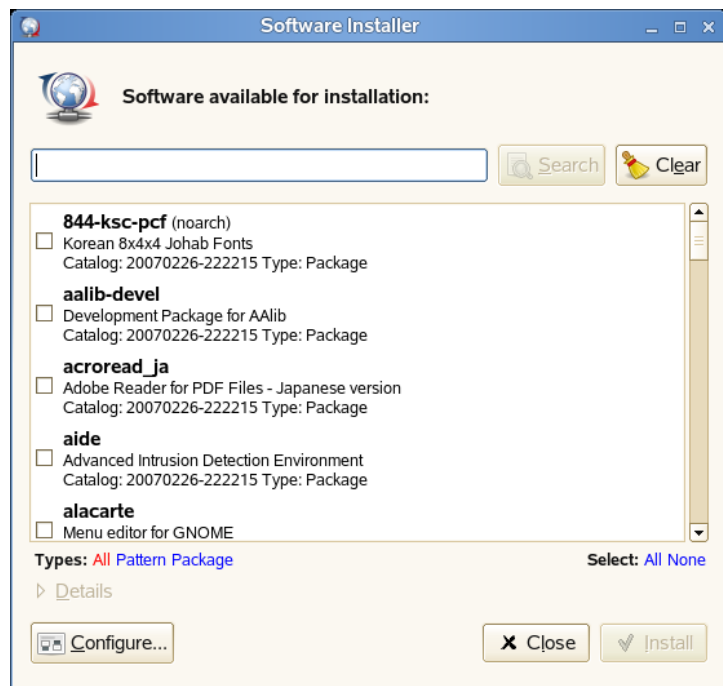 Software Installer
Software available for installation:
Search
Clear
844-ksc-pcf (noarch)
Korean 8x4x4 Johab Fonts
Catalog: 20070226-222215 Type: Package
aalib-devel
Development Package for AAlib
Catalog: 20070226-222215 Type: Package
acroread_ja
Adobe Reader for PDF Files - Japanese version
Catalog: 20070226-222215 Type: Package
aide
Advanced Intrusion Detection Environment
Catalog: 20070226-222215 Type: Package
alacarte
Menu editor for GNOME
Types: All Pattern Package
Select: All None
Details
Configure...
Close
Install